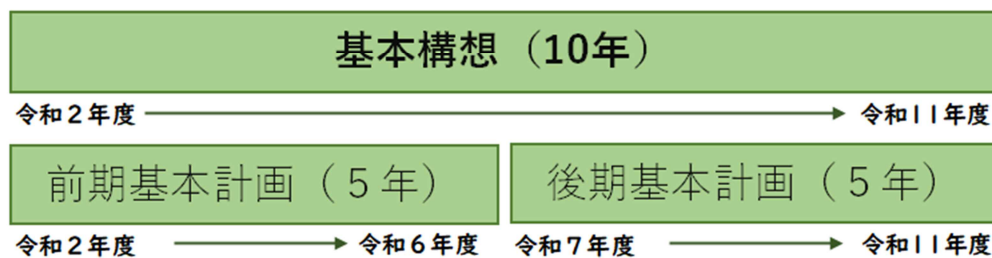 基本構想（10年）
令和２年度 令和11年度
前期基本計画（５年） 後期基本計画（５年）
令和２年度 令和６年度 令和７年度 令和11年度